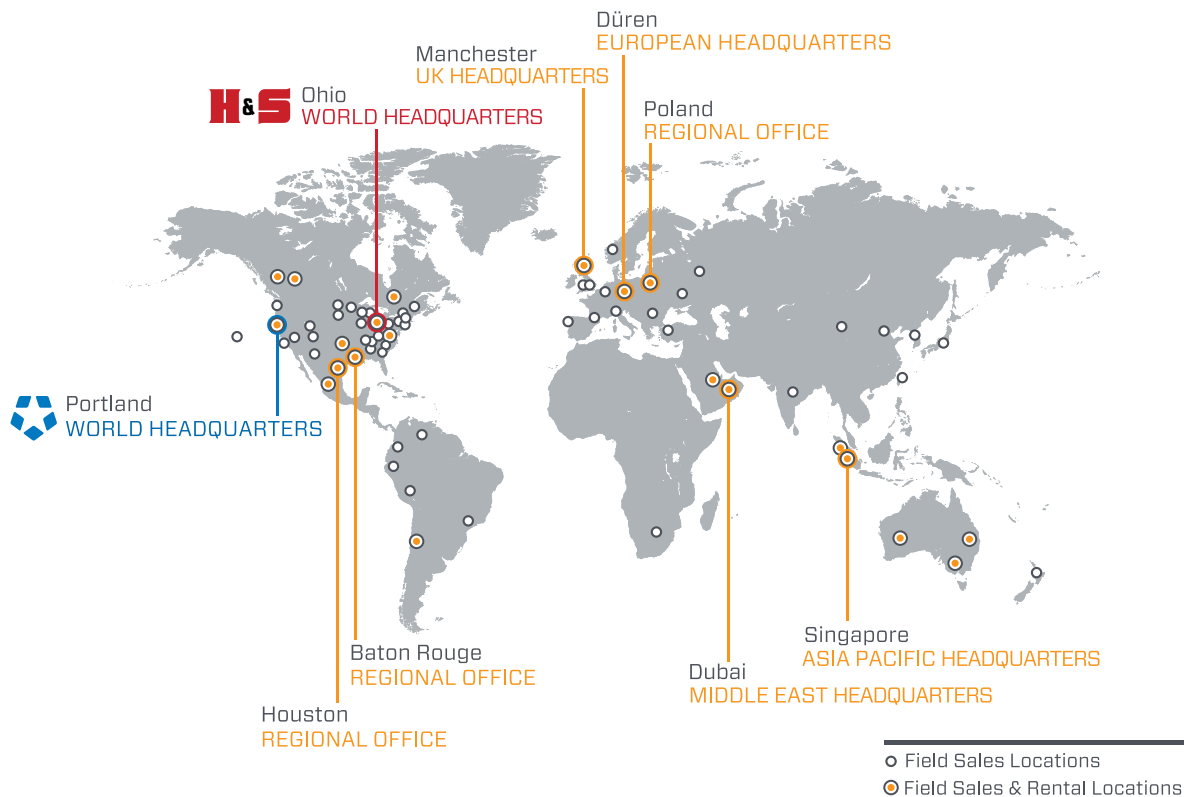 Düren
EUROPEAN HEADQUARTERS
Manchester
UK HEADQUARTERS
H&S
Ohio
WORLD HEADQUARTERS
Poland
REGIONAL OFFICE
Portland
WORLD HEADQUARTERS
Baton Rouge
REGIONAL OFFICE
Houston
REGIONAL OFFICE
Singapore
ASIA PACIFIC HEADQUARTERS
Dubai
MIDDLE EAST HEADQUARTERS
Field Sales Locations
Field Sales & Rental Locations